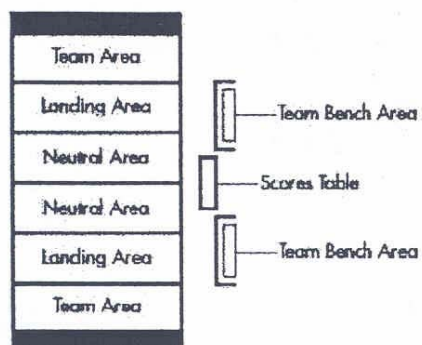 Team Area
Landing Area
Neutral Area
Neutral Area
Landing Area
Team Area
Team Bench Area
Scores Table
Team Bench Area